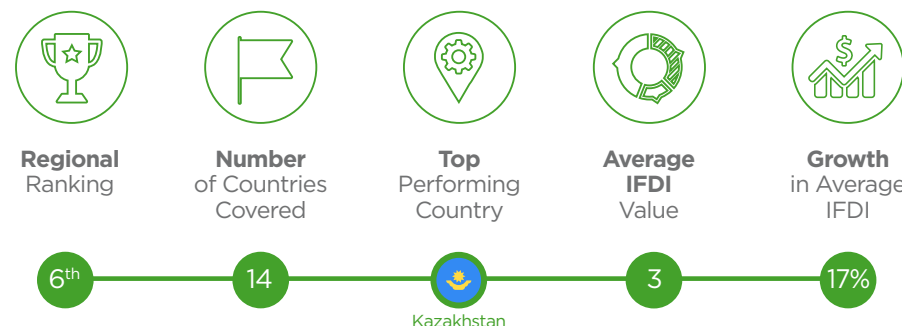 Regional
Ranking
Number
of Countries
Covered
Top
Performing
Country
Average
IFDI
Value
Growth
in Average
IFDI
$
6th
14
3
17%
Kazakhstan